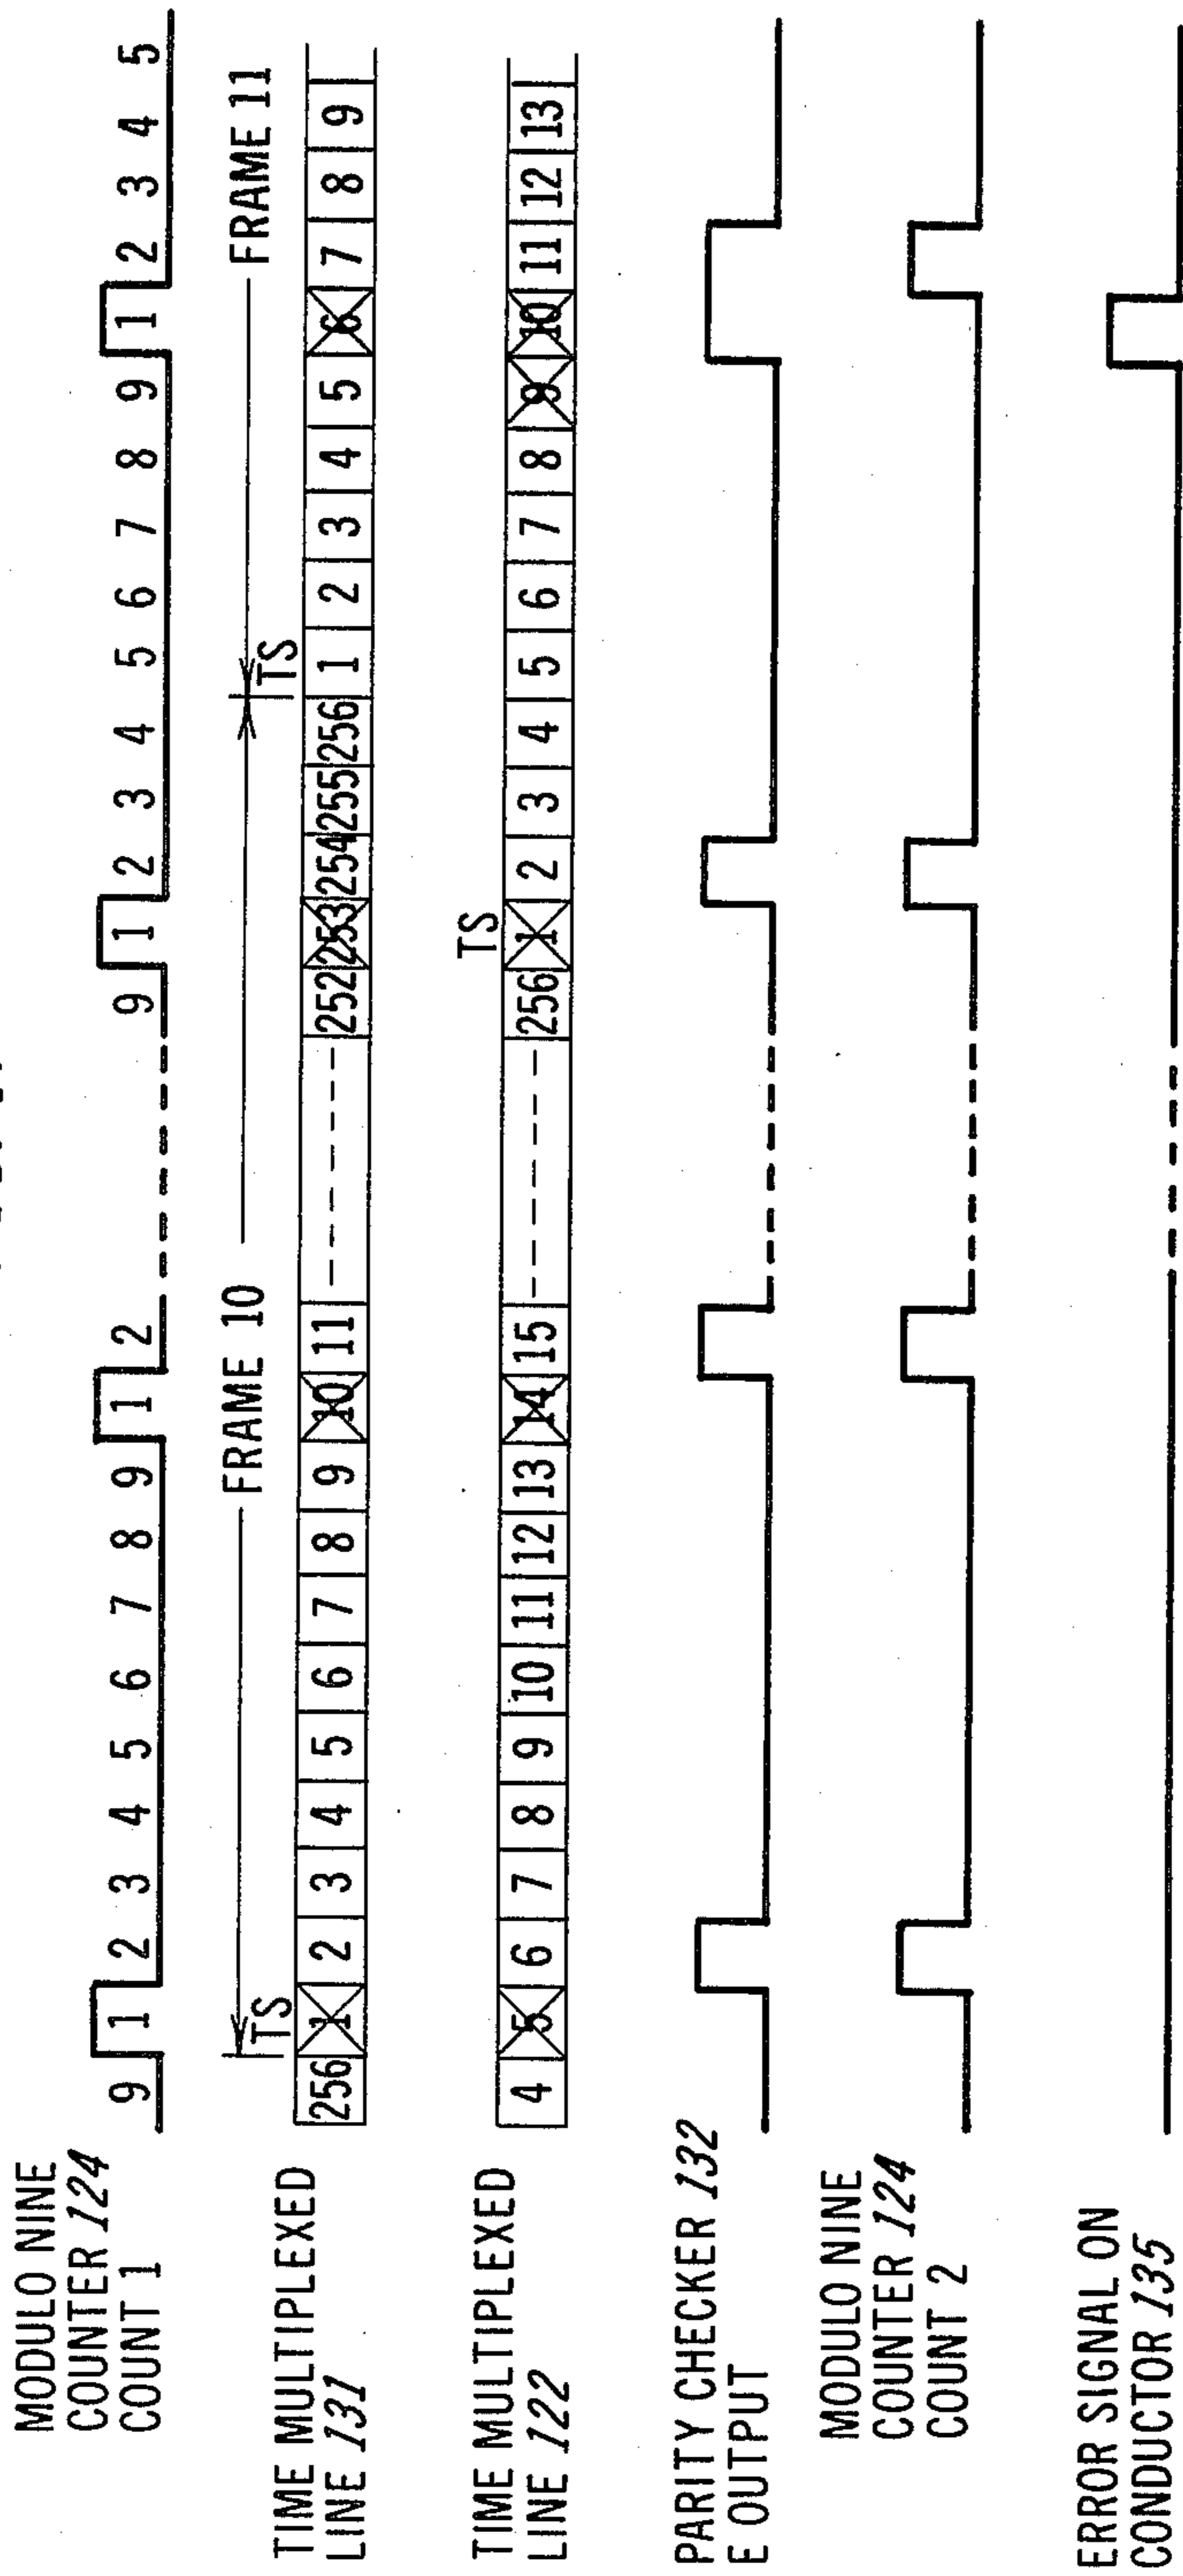 MODULO NINE
COUNTER 124
COUNT 1
9 1 2 3 4 5 6 7 8 9 1 2 9 1 2 3 4 5 6 7 8 9 1 2 3 4 5
FRAME 10
FRAME 11
TS
TS
TIME MULTIPLEXED
LINE 131
256 1 2 3 4 5 6 7 8 9 10 11 252 253 254 255 256 1 2 3 4 5 6 7 8 9
TS
TIME MULTIPLEXED
LINE 122
4 5 6 7 8 9 10 11 12 13 14 15 256 1 2 3 4 5 6 7 8 9 10 11 12 13
PARITY CHECKER 132
E OUTPUT
MODULO NINE
COUNTER 124
COUNT 2
ERROR SIGNAL ON
CONDUCTOR 135